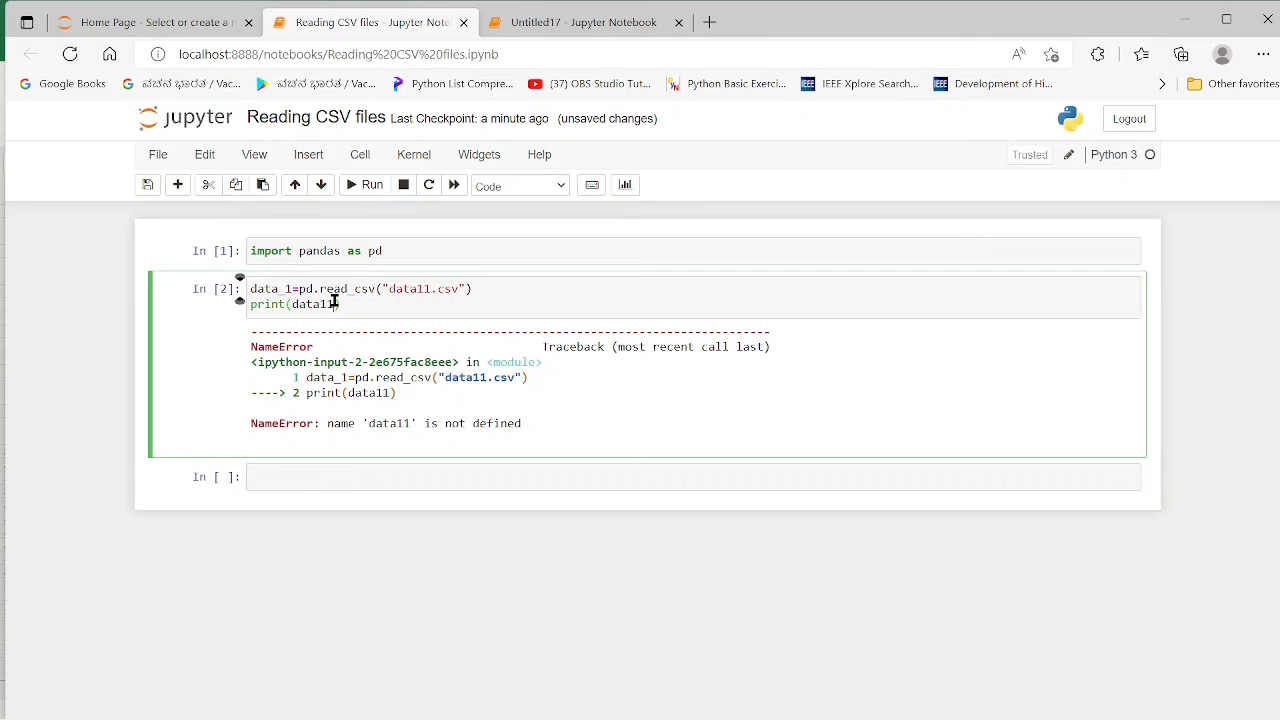 Home Page - Select or create a n
Reading CSV files - Jupyter Note
Untitled17 - Jupyter Notebook
localhost:8888/notebooks/Reading%20CSV%20files.ipynb
Google Books
/ Vac...
/ Vac...
Python List Compre...
(37) OBS Studio Tut...
Python Basic Exerci...
IEEE Xplore Search...
Development of Hi...
Other favorites
jupyter Reading CSV files Last Checkpoint: a minute ago (unsaved changes)
Logout
File Edit View Insert Cell Kernel Widgets Help
Trusted Python 3
Run Code
In [1]: import pandas as pd
In [2]: data_1=pd.read_csv("data11.csv")
print(data11)
---------------------------------------------------------------------------
NameError Traceback (most recent call last)
<ipython-input-2-2e675fac8eee> in <module>
1 data_1=pd.read_csv("data11.csv")
----> 2 print(data11)
NameError: name 'data11' is not defined
In [ ]: